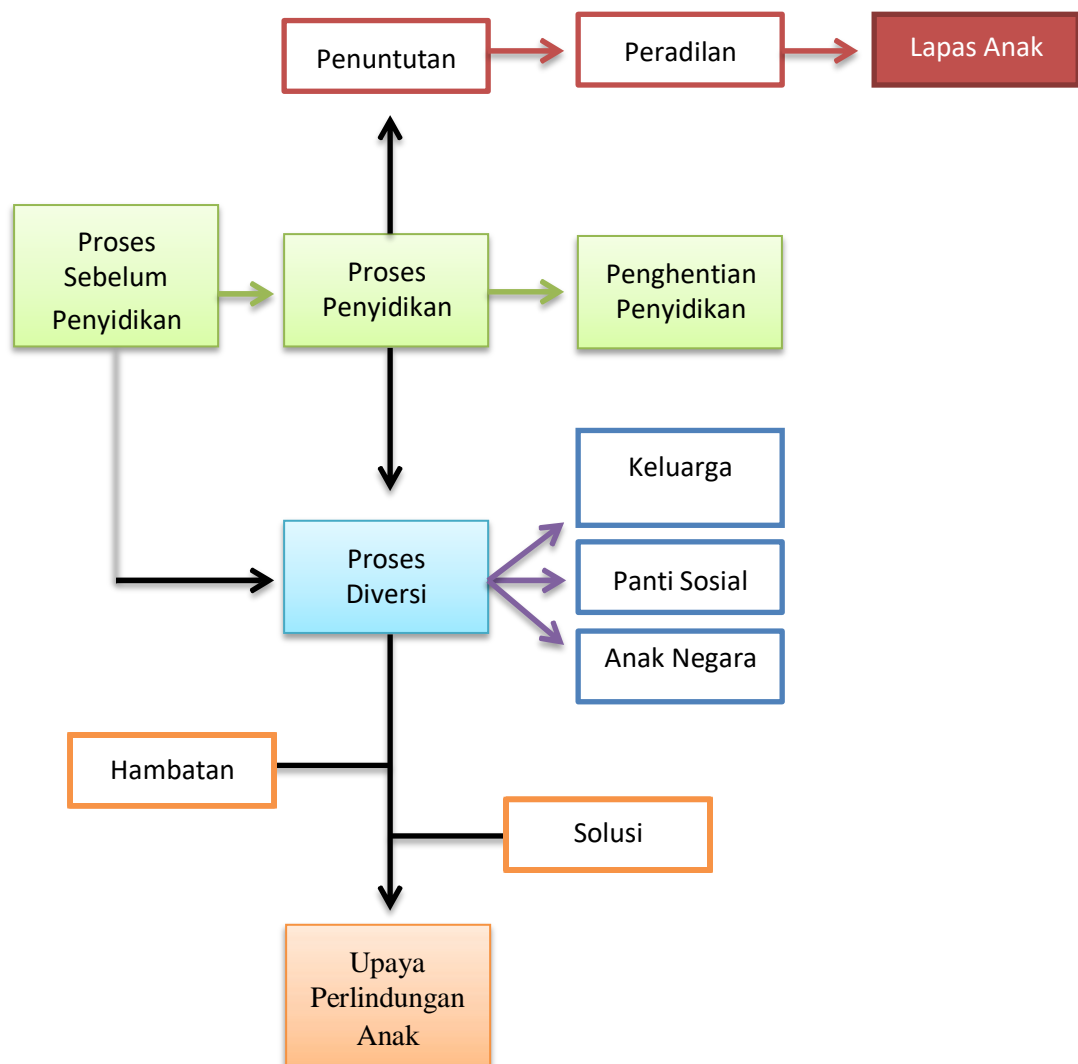 Penuntutan
Peradilan
Lapas Anak
Proses
Sebelum
Penyidikan
Proses
Penyidikan
Penghentian
Penyidikan
Keluarga
Proses
Diversi
Panti Sosial
Anak Negara
Hambatan
Solusi
Upaya
Perlindungan
Anak